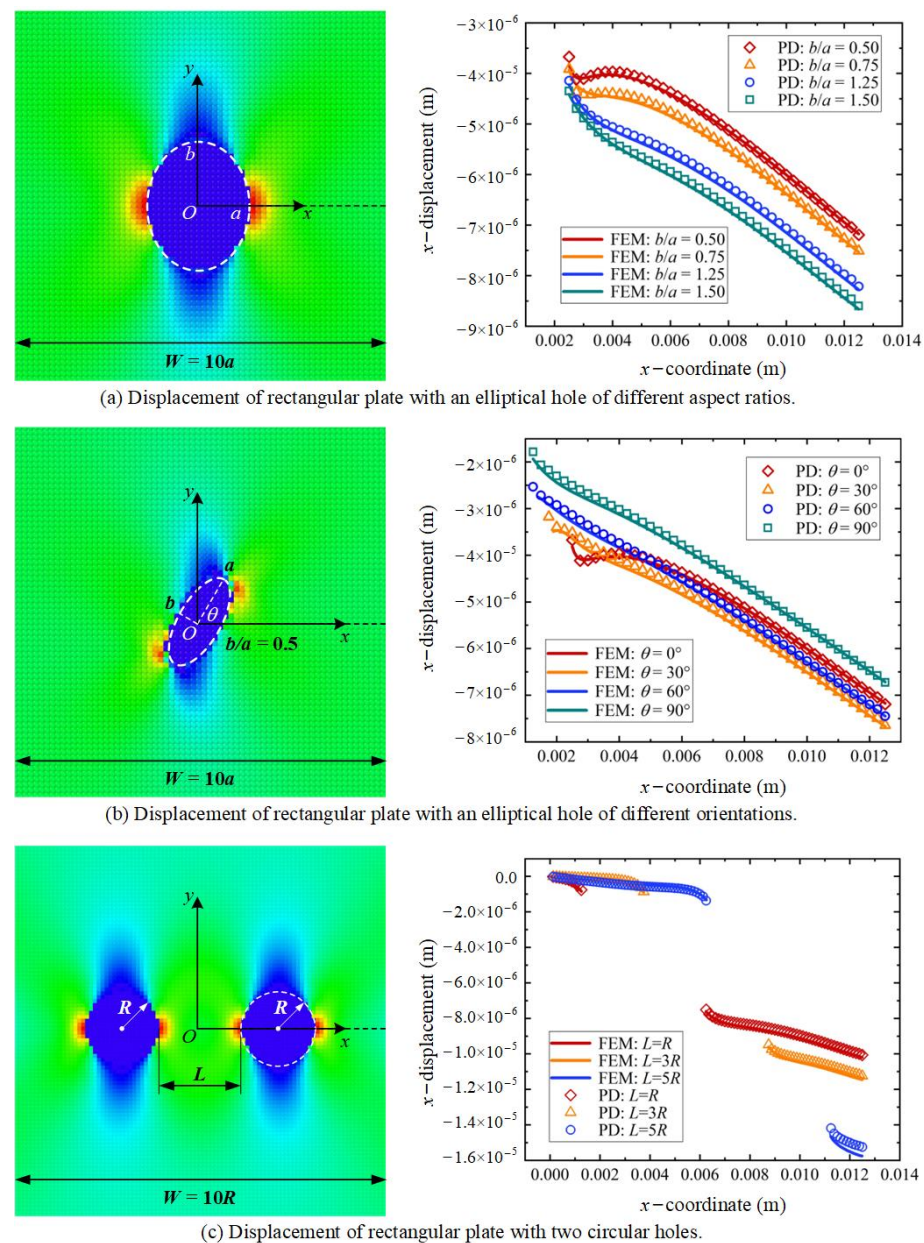 y
b
O
a
x
W = 10a
−3×10⁻⁶
−4×10⁻⁵
−5×10⁻⁶
−6×10⁻⁶
−7×10⁻⁶
−8×10⁻⁶
−9×10⁻⁶
x−displacement (m)
PD: b/a = 0.50
PD: b/a = 0.75
PD: b/a = 1.25
PD: b/a = 1.50
FEM: b/a = 0.50
FEM: b/a = 0.75
FEM: b/a = 1.25
FEM: b/a = 1.50
0.002 0.004 0.006 0.008 0.010 0.012 0.014
x−coordinate (m)
(a) Displacement of rectangular plate with an elliptical hole of different aspect ratios.
y
a
b
θ
O
b/a = 0.5
x
W = 10a
−2×10⁻⁶
−3×10⁻⁶
−4×10⁻⁵
−5×10⁻⁶
−6×10⁻⁶
−7×10⁻⁶
−8×10⁻⁶
x−displacement (m)
PD: θ = 0°
PD: θ = 30°
PD: θ = 60°
PD: θ = 90°
FEM: θ = 0°
FEM: θ = 30°
FEM: θ = 60°
FEM: θ = 90°
0.002 0.004 0.006 0.008 0.010 0.012
x−coordinate (m)
(b) Displacement of rectangular plate with an elliptical hole of different orientations.
y
R
R
O
x
L
W = 10R
0.0
−2.0×10⁻⁶
−4.0×10⁻⁶
−6.0×10⁻⁶
−8.0×10⁻⁶
−1.0×10⁻⁵
−1.2×10⁻⁵
−1.4×10⁻⁵
−1.6×10⁻⁵
x−displacement (m)
FEM: L=R
FEM: L=3R
FEM: L=5R
PD: L=R
PD: L=3R
PD: L=5R
0.000 0.002 0.004 0.006 0.008 0.010 0.012 0.014
x−coordinate (m)
(c) Displacement of rectangular plate with two circular holes.